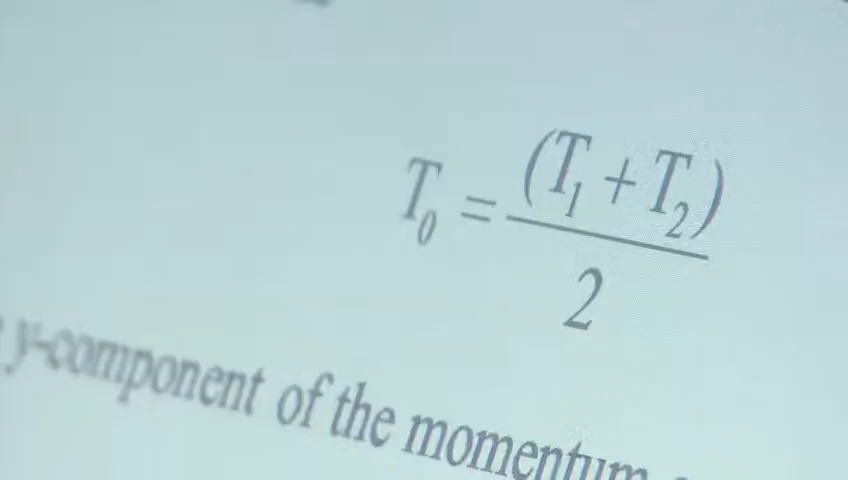 T₀ = (T₁ + T₂) / 2
y-component of the momentum